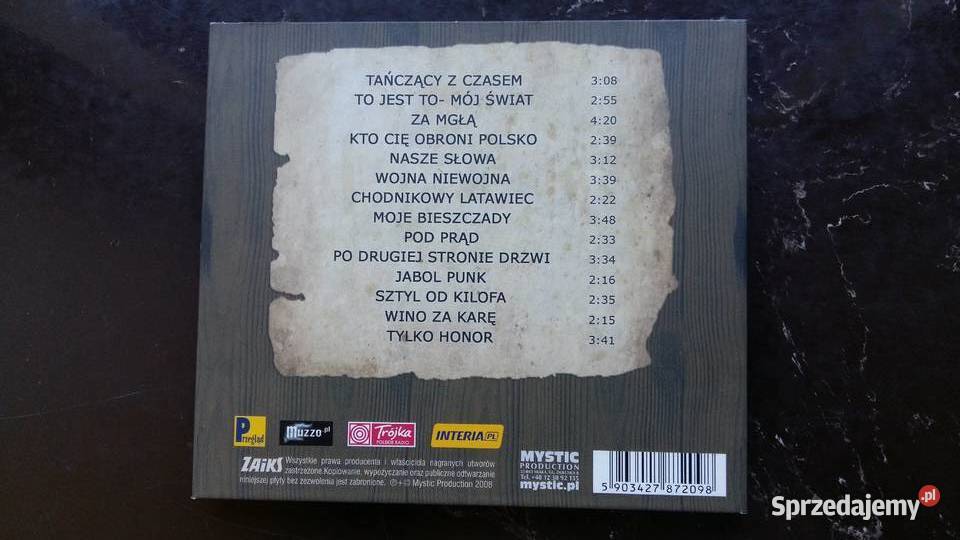 TAŃCZĄCY Z CZASEM 3:08
TO JEST TO- MÓJ ŚWIAT 2:55
ZA MGŁĄ 4:20
KTO CIĘ OBRONI POLSKO 2:39
NASZE SŁOWA 3:12
WOJNA NIEWOJNA 3:39
CHODNIKOWY LATAWIEC 2:22
MOJE BIESZCZADY 3:48
POD PRĄD 2:33
PO DRUGIEJ STRONIE DRZWI 3:34
JABOL PUNK 2:16
SZTYL OD KILOFA 2:35
WINO ZA KARĘ 2:15
TYLKO HONOR 3:41
Przegląd
muzzo.pl
Trójka
POLSKIE RADIO
INTERIA.PL
ZAiKS
Wszystkie prawa producenta i właściciela nagranych utworów
zastrzeżone.Kopiowanie, wypożyczanie oraz publiczne odtwarzanie
niniejszej płyty bez zezwolenia jest zabronione. ℗+© Mystic Production 2008
MYSTIC
PRODUCTION
mystic.pl
5 903427 872098
Sprzedajemy .pl